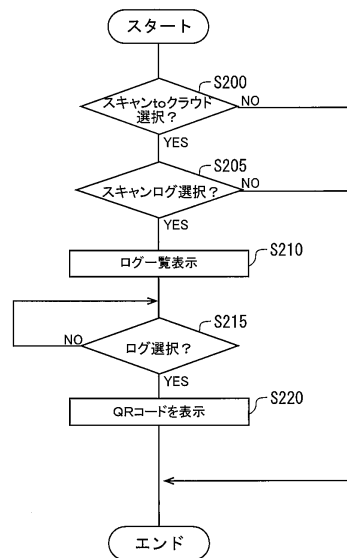 スタート
S200
スキャンtoクラウド
選択？
NO
YES
S205
スキャンログ選択？
NO
YES
S210
ログ一覧表示
S215
ログ選択？
NO
YES
S220
QRコードを表示
エンド